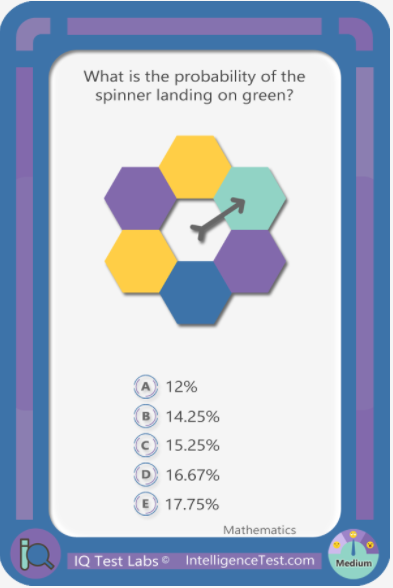 What is the probability of the
spinner landing on green?
A 12%
B 14.25%
C 15.25%
D 16.67%
E 17.75%
Mathematics
iQ
IQ Test Labs © IntelligenceTest.com
Medium